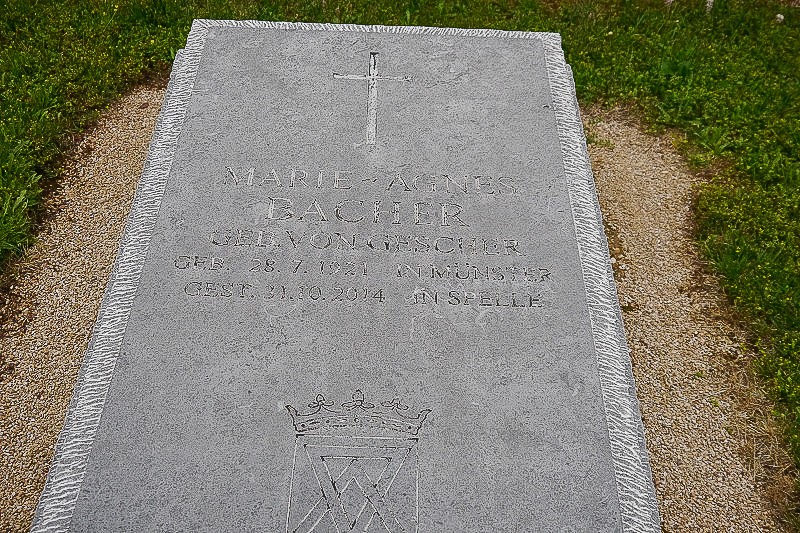 MARIE - AGNES
BACHER
GEB. VON GESCHER
GEB. 28. 7. 1921 IN MÜNSTER
GEST. 31.10.2014 IN SPELLE